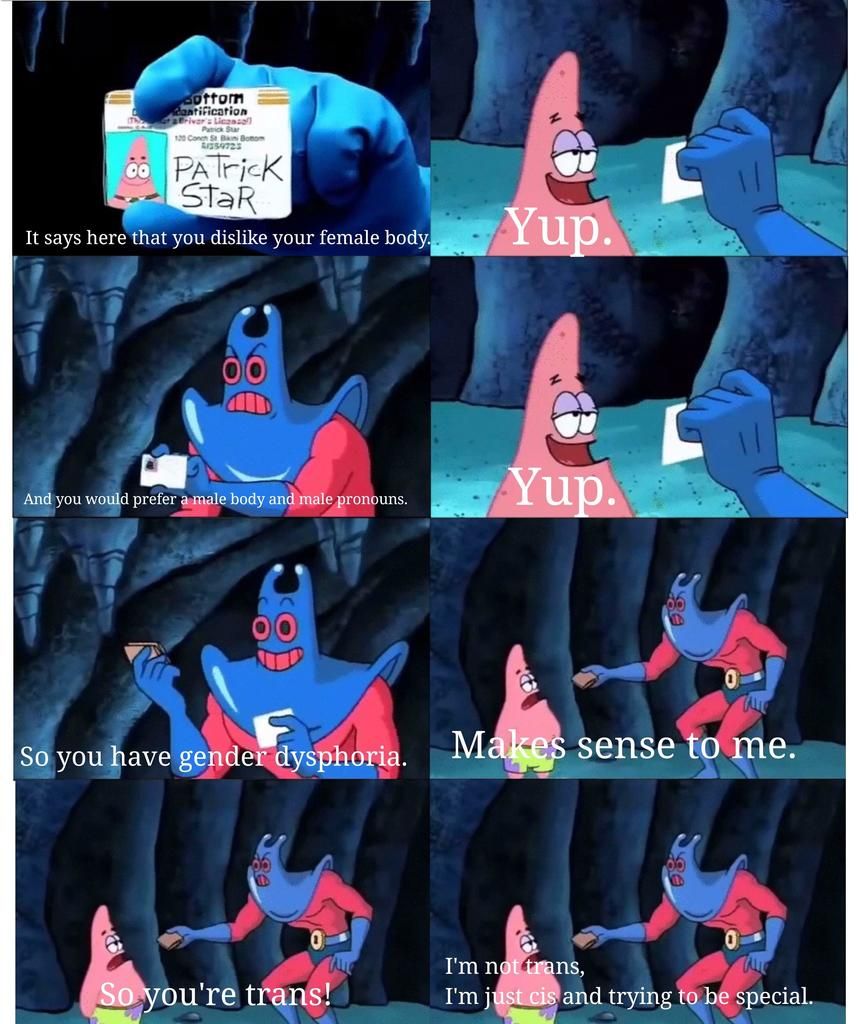 Bottom
entification
Patrick Star
120 Conch St. Bikini Bottom
PATricK
STaR
It says here that you dislike your female body.
Yup.
And you would prefer a male body and male pronouns.
Yup.
So you have gender dysphoria.
Makes sense to me.
So you're trans!
I'm not trans,
I'm just cis and trying to be special.